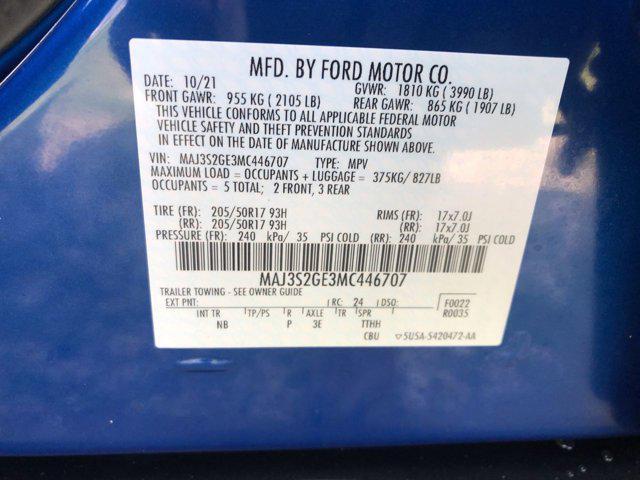 MFD. BY FORD MOTOR CO.
DATE: 10/21 GVWR: 1810 KG ( 3990 LB)
FRONT GAWR: 955 KG ( 2105 LB) REAR GAWR: 865 KG ( 1907 LB)
THIS VEHICLE CONFORMS TO ALL APPLICABLE FEDERAL MOTOR
VEHICLE SAFETY AND THEFT PREVENTION STANDARDS
IN EFFECT ON THE DATE OF MANUFACTURE SHOWN ABOVE.
VIN: MAJ3S2GE3MC446707 TYPE: MPV
MAXIMUM LOAD = OCCUPANTS + LUGGAGE = 375KG/ 827LB
OCCUPANTS = 5 TOTAL; 2 FRONT, 3 REAR
TIRE (FR): 205/50R17 93H RIMS (FR): 17x7.0J
(RR): 205/50R17 93H (RR): 17x7.0J
PRESSURE (FR): 240 kPa/ 35 PSI COLD (RR): 240 kPa/ 35 PSI COLD
MAJ3S2GE3MC446707
TRAILER TOWING - SEE OWNER GUIDE
EXT PNT: RC: 24 DSO: F0022
R0035
INT TR TP/PS R AXLE TR SPR
NB P 3E TTHH
CBU ▽5USA-5420472-AA